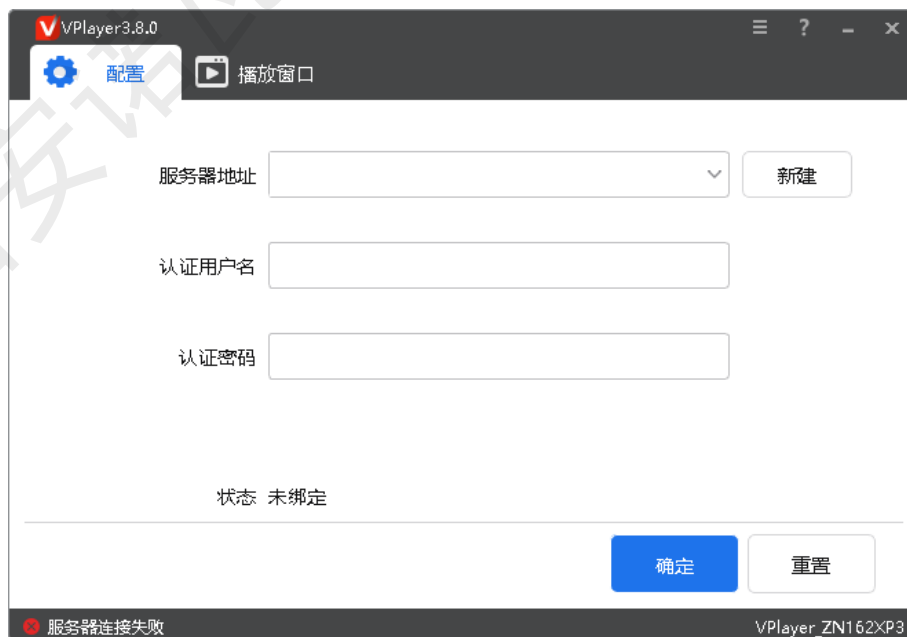 VPlayer3.8.0
配置 播放窗口
服务器地址 新建
认证用户名
认证密码
状态 未绑定
确定 重置
服务器连接失败 VPlayer ZN162XP3